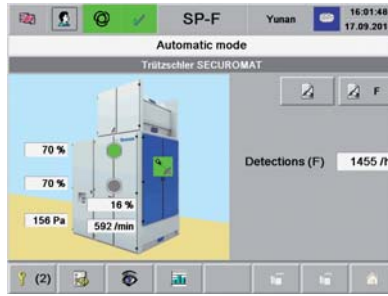 SP-F Yunan 16:01:48
17.09.201
Automatic mode
Trützschler SECUROMAT
F
70 %
Detections (F) 1455 /h
70 %
16 %
156 Pa
592 /min
(2)